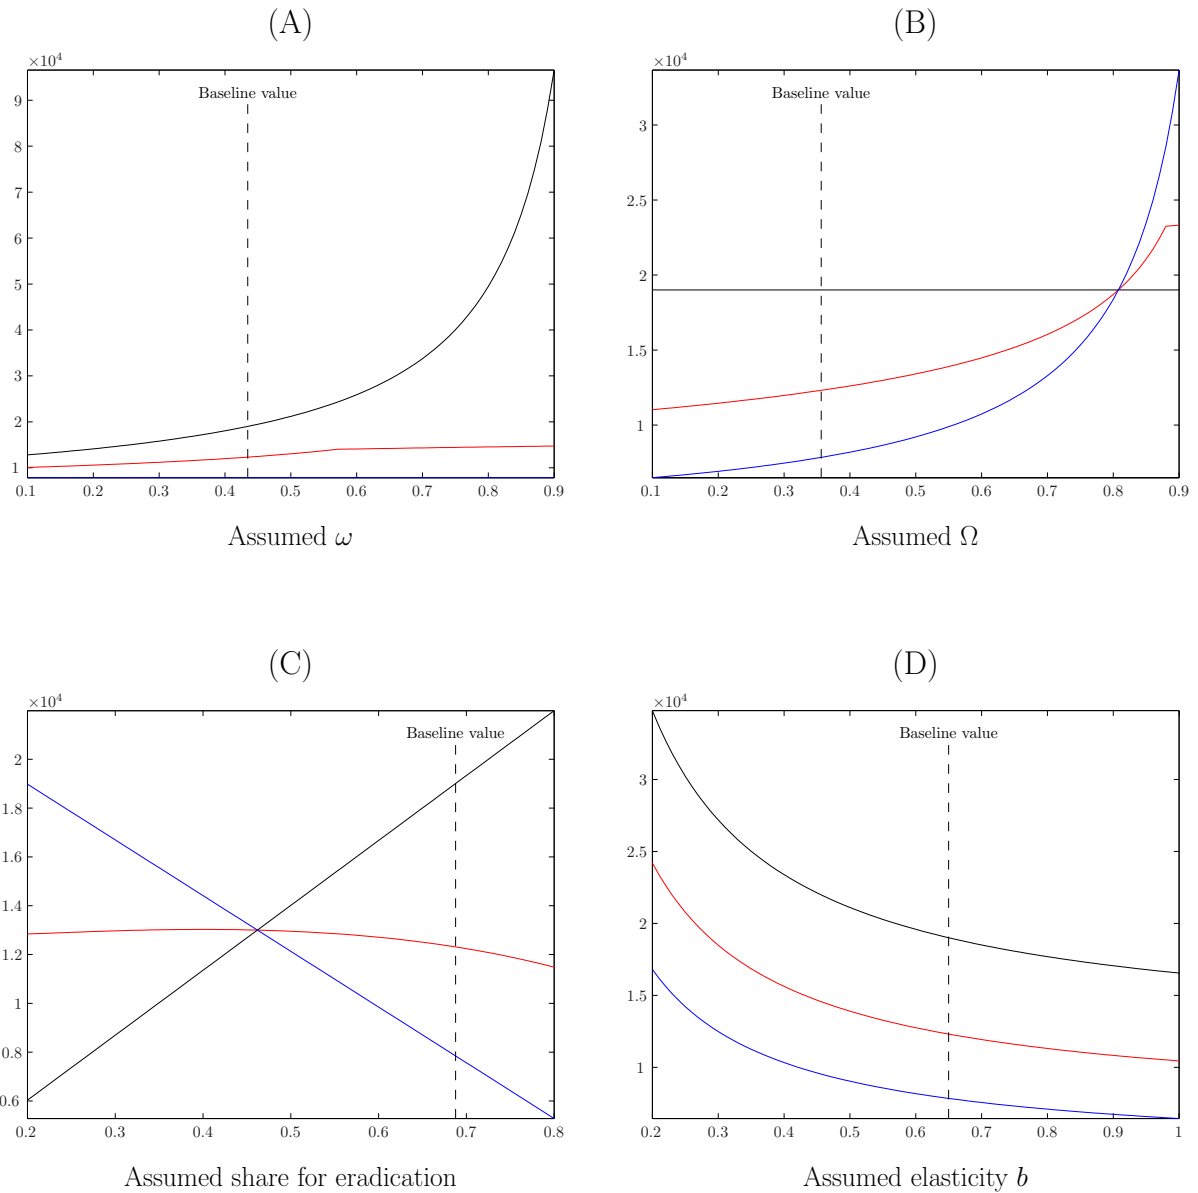 (A)
×10⁴
Baseline value
9
8
7
6
5
4
3
2
1
0.1 0.2 0.3 0.4 0.5 0.6 0.7 0.8 0.9
Assumed ω
(B)
×10⁴
Baseline value
3
2.5
2
1.5
1
0.1 0.2 0.3 0.4 0.5 0.6 0.7 0.8 0.9
Assumed Ω
(C)
×10⁴
Baseline value
2
1.8
1.6
1.4
1.2
1
0.8
0.6
0.2 0.3 0.4 0.5 0.6 0.7 0.8
Assumed share for eradication
(D)
×10⁴
Baseline value
3
2.5
2
1.5
1
0.2 0.3 0.4 0.5 0.6 0.7 0.8 0.9 1
Assumed elasticity b